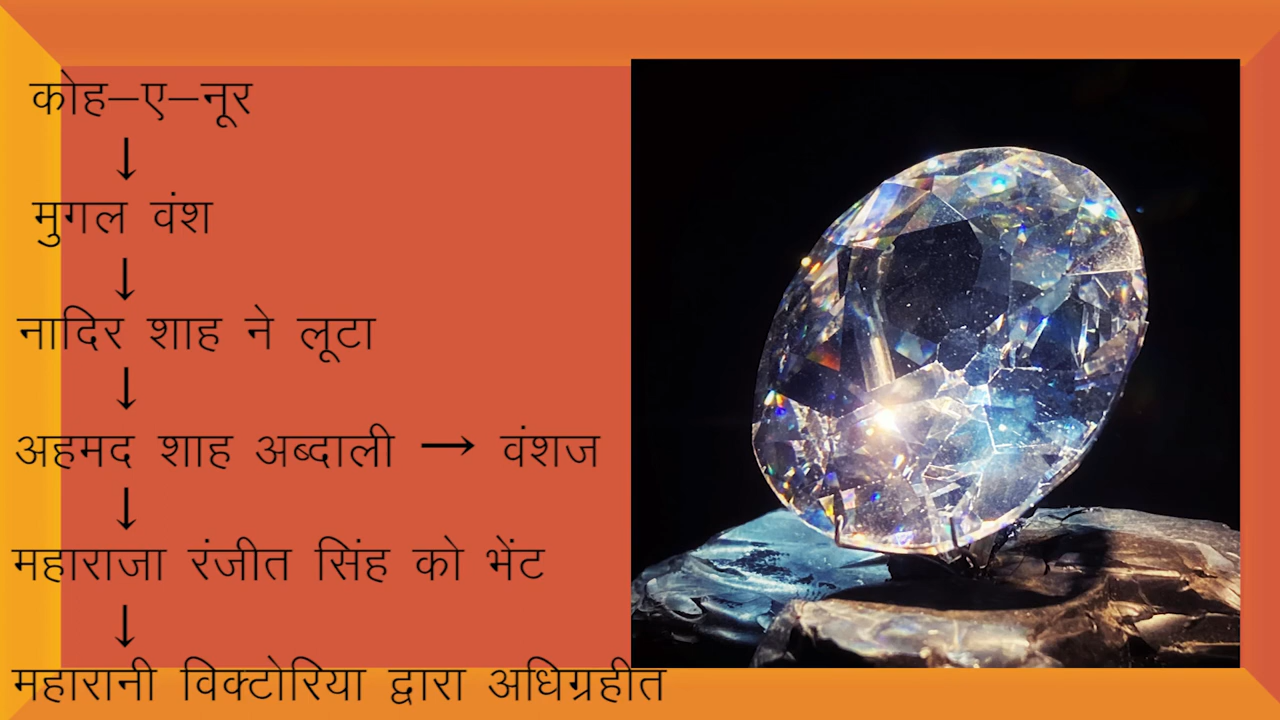 कोह–ए–नूर
↓
मुगल वंश
↓
नादिर शाह ने लूटा
↓
अहमद शाह अब्दाली → वंशज
↓
महाराजा रंजीत सिंह को भेंट
↓
महारानी विक्टोरिया द्वारा अधिग्रहीत